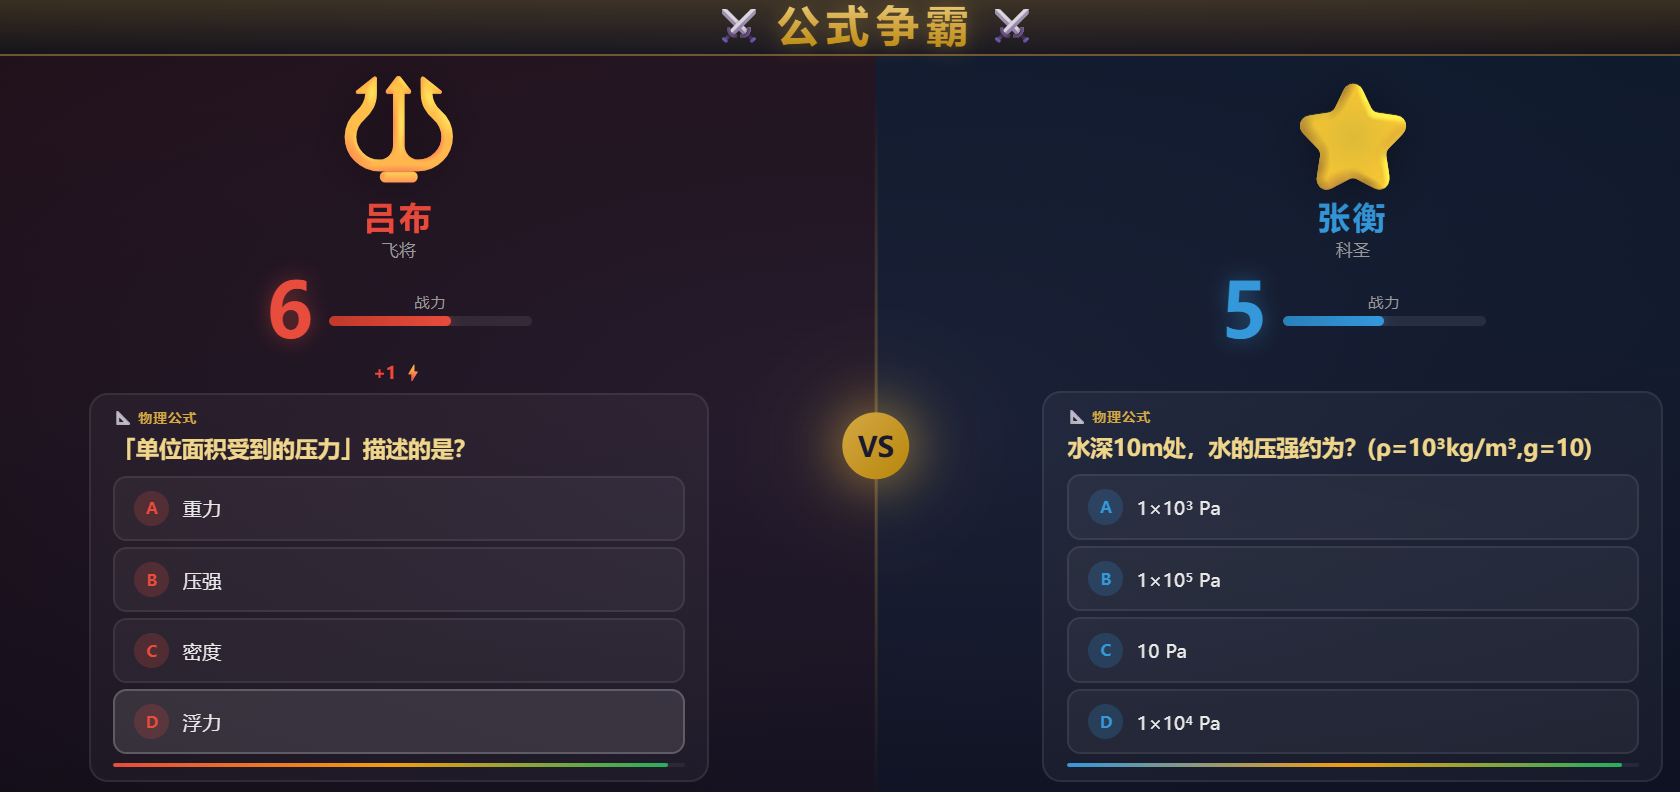 公式争霸
吕布
飞将
6
战力
+1
物理公式
「单位面积受到的压力」描述的是？
A 重力
B 压强
C 密度
D 浮力
VS
张衡
科圣
5
战力
物理公式
水深10m处，水的压强约为？(ρ=10³kg/m³,g=10)
A 1×10³ Pa
B 1×10⁵ Pa
C 10 Pa
D 1×10⁴ Pa